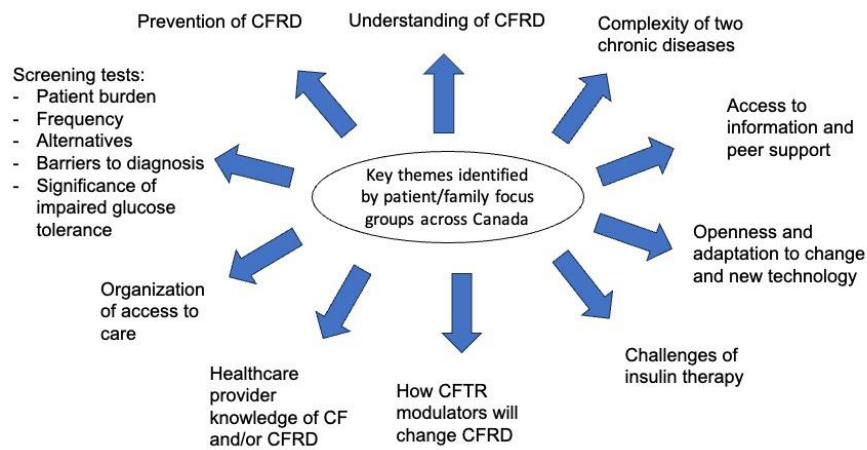 Prevention of CFRD
Understanding of CFRD
Complexity of two
chronic diseases
Screening tests:
- Patient burden
- Frequency
- Alternatives
- Barriers to diagnosis
- Significance of
impaired glucose
tolerance
Access to
information and
peer support
Key themes identified
by patient/family focus
groups across Canada
Openness and
adaptation to change
and new technology
Organization
of access to
care
Challenges of
insulin therapy
Healthcare
provider
knowledge of CF
and/or CFRD
How CFTR
modulators will
change CFRD